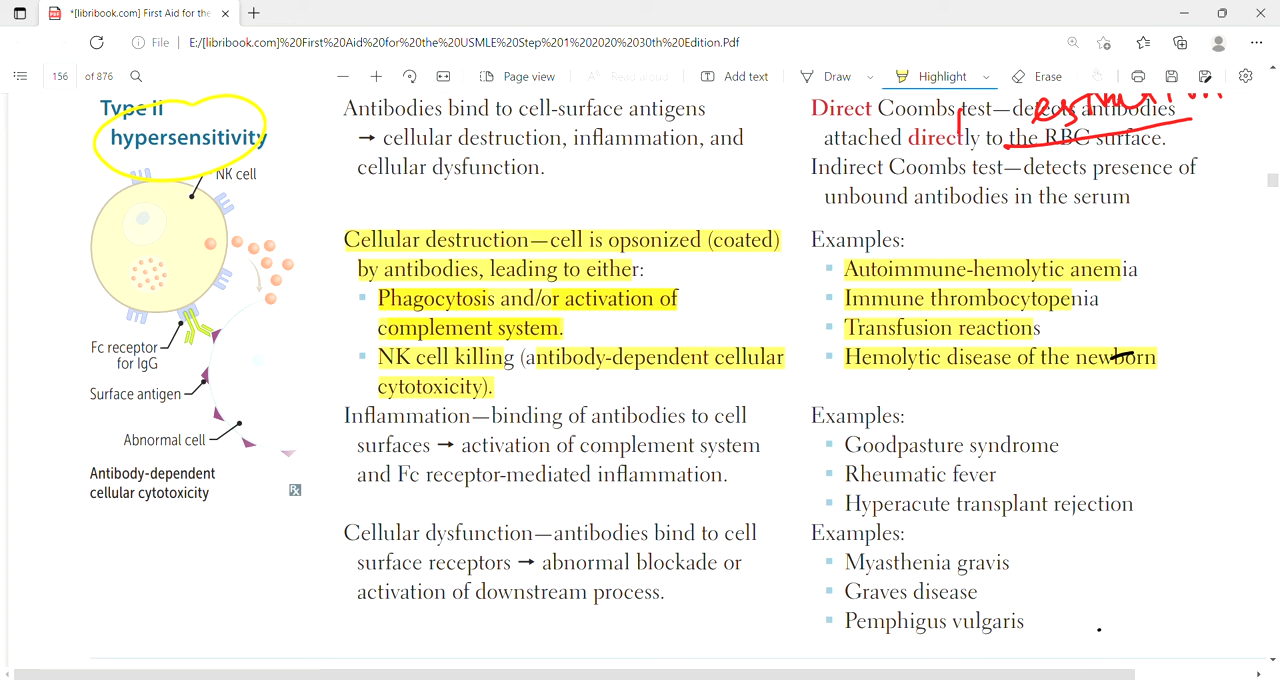 *[libribook.com] First Aid for the
File
E:/[libribook.com]%20First%20Aid%20for%20the%20USMLE%20Step%201%202020%2030th%20Edition.Pdf
156 of 876
Page view
Read aloud
Add text
Draw
Highlight
Erase
Type II
hypersensitivity
NK cell
Fc receptor
for IgG
Surface antigen
Abnormal cell
Antibody-dependent
cellular cytotoxicity
Rx
Antibodies bind to cell-surface antigens
→ cellular destruction, inflammation, and
cellular dysfunction.
Cellular destruction—cell is opsonized (coated)
by antibodies, leading to either:
▪ Phagocytosis and/or activation of
complement system.
▪ NK cell killing (antibody-dependent cellular
cytotoxicity).
Inflammation—binding of antibodies to cell
surfaces → activation of complement system
and Fc receptor-mediated inflammation.
Cellular dysfunction—antibodies bind to cell
surface receptors → abnormal blockade or
activation of downstream process.
Direct Coombs test—detects antibodies
attached directly to the RBC surface.
Indirect Coombs test—detects presence of
unbound antibodies in the serum
Examples:
▪ Autoimmune-hemolytic anemia
▪ Immune thrombocytopenia
▪ Transfusion reactions
▪ Hemolytic disease of the newborn
Examples:
▪ Goodpasture syndrome
▪ Rheumatic fever
▪ Hyperacute transplant rejection
Examples:
▪ Myasthenia gravis
▪ Graves disease
▪ Pemphigus vulgaris